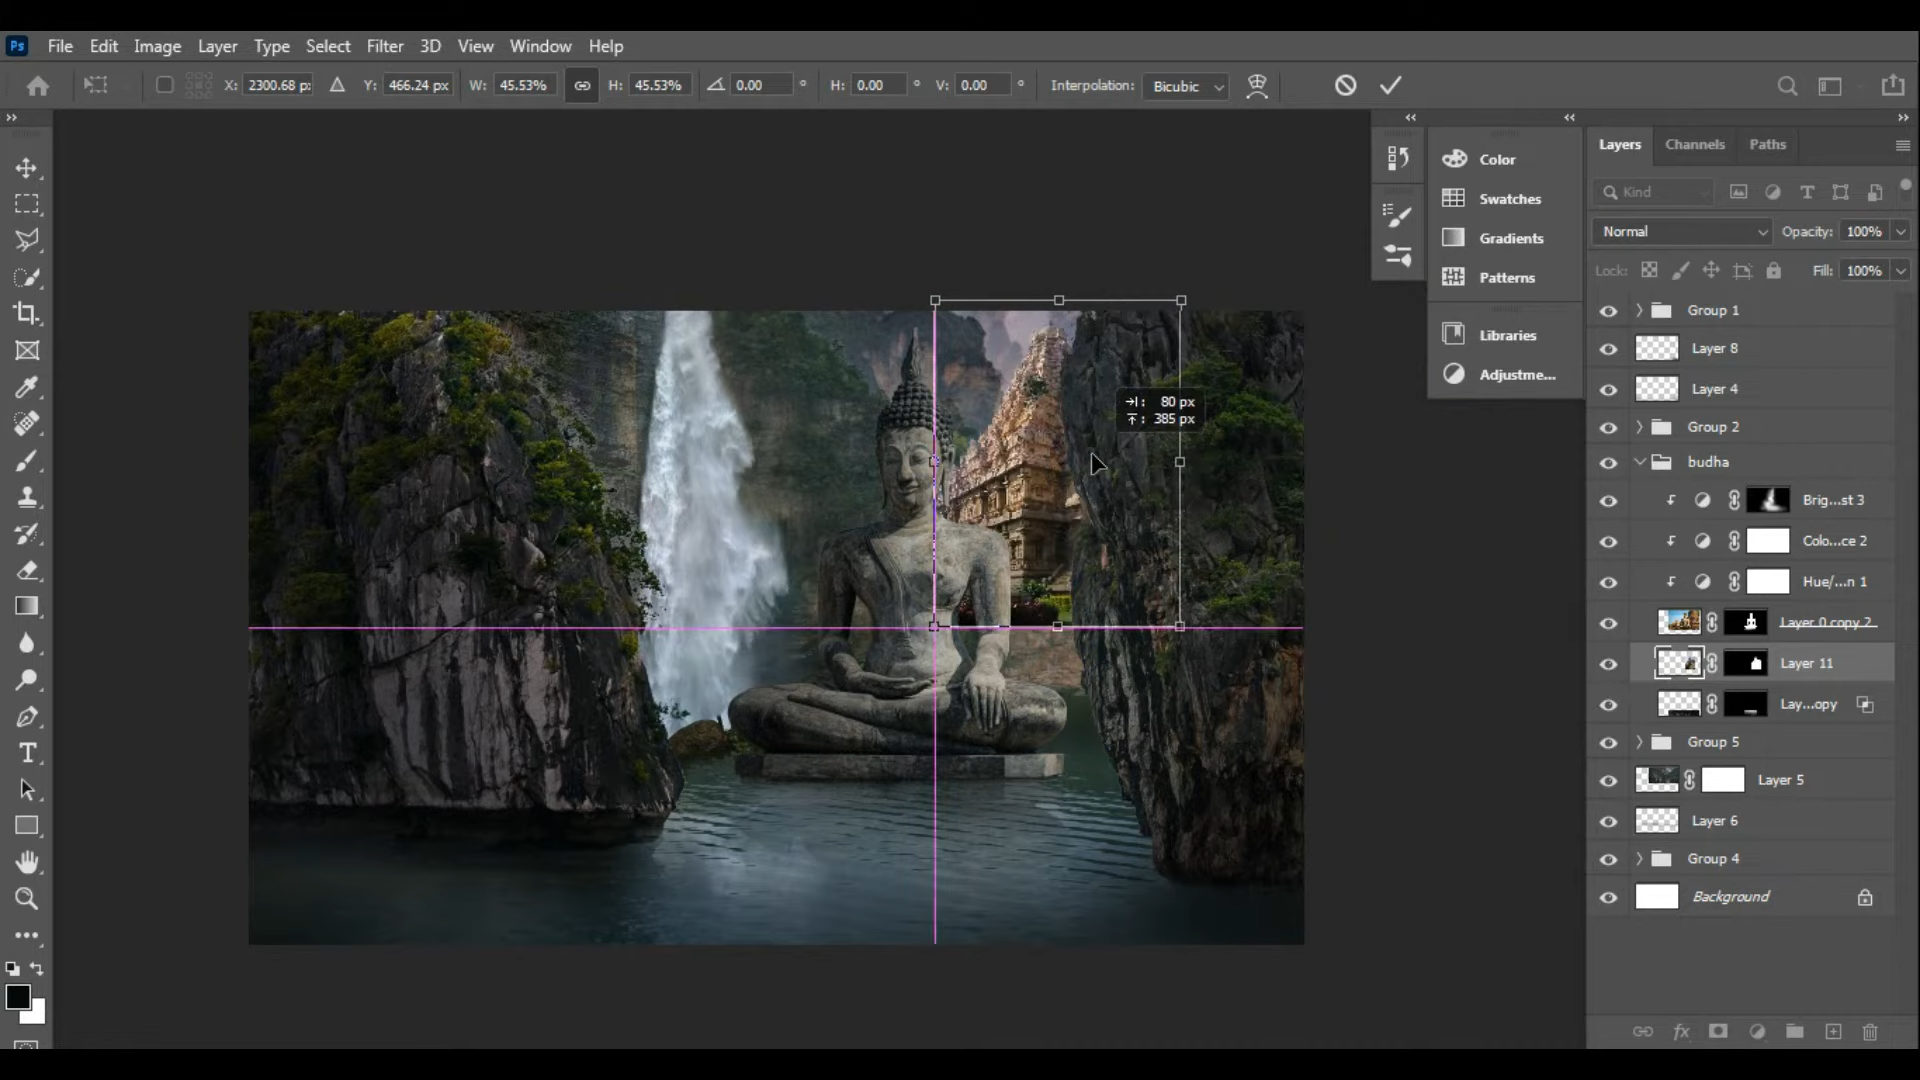 Ps File Edit Image Layer Type Select Filter 3D View Window Help
X: 2300.68 p: Y: 466.24 px W: 45.53% H: 45.53% 0.00 ° H: 0.00 ° V: 0.00 ° Interpolation: Bicubic
Layers Channels Paths
Color
Swatches
Gradients
Patterns
Libraries
Adjustme...
Kind
Normal Opacity: 100%
Lock: Fill: 100%
Group 1
Layer 8
Layer 4
Group 2
budha
Brig...st 3
Colo...ce 2
Hue/...n 1
Layer 0 copy 2
Layer 11
Lay...opy
Group 5
Layer 5
Layer 6
Group 4
Background
fx
80 px
385 px
T